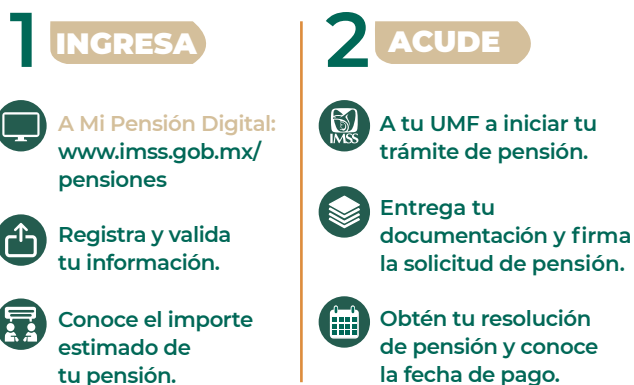 1 INGRESA
A Mi Pensión Digital:
www.imss.gob.mx/
pensiones
Registra y valida
tu información.
Conoce el importe
estimado de
tu pensión.
2 ACUDE
IMSS
A tu UMF a iniciar tu
trámite de pensión.
Entrega tu
documentación y firma
la solicitud de pensión.
Obtén tu resolución
de pensión y conoce
la fecha de pago.